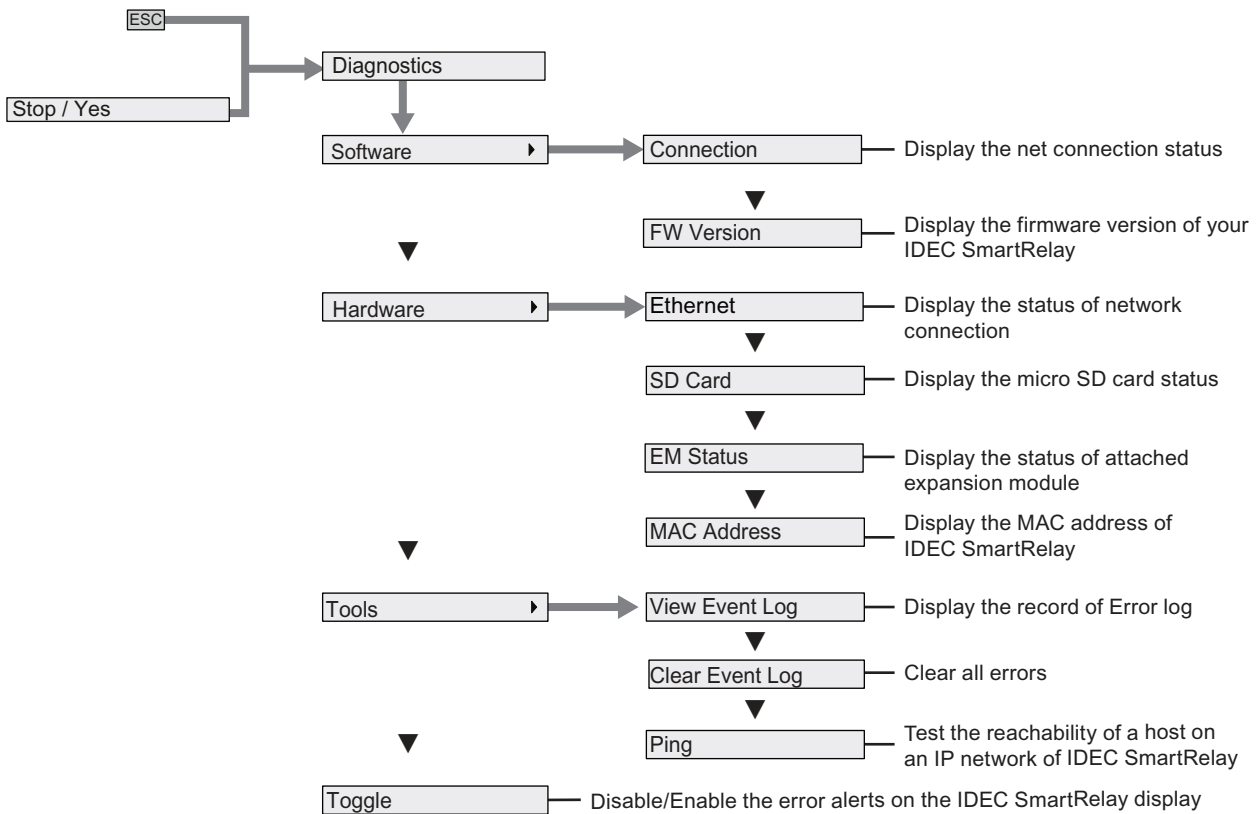 ESC
Diagnostics
Stop / Yes
Software
Connection
Display the net connection status
FW Version
Display the firmware version of your
IDEC SmartRelay
Hardware
Ethernet
Display the status of network
connection
SD Card
Display the micro SD card status
EM Status
Display the status of attached
expansion module
MAC Address
Display the MAC address of
IDEC SmartRelay
Tools
View Event Log
Display the record of Error log
Clear Event Log
Clear all errors
Ping
Test the reachability of a host on
an IP network of IDEC SmartRelay
Toggle
Disable/Enable the error alerts on the IDEC SmartRelay display